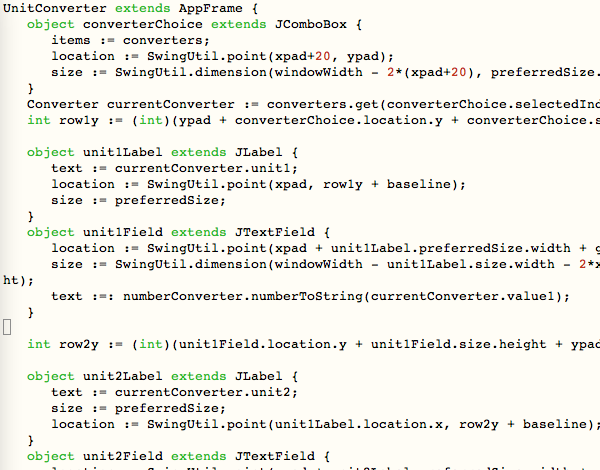 UnitConverter extends AppFrame {
object converterChoice extends JComboBox {
items := converters;
location := SwingUtil.point(xpad+20, ypad);
size := SwingUtil.dimension(windowWidth - 2*(xpad+20), preferredSize.
}
Converter currentConverter := converters.get(converterChoice.selectedInd
int row1y := (int)(ypad + converterChoice.location.y + converterChoice.s
object unit1Label extends JLabel {
text := currentConverter.unit1;
location := SwingUtil.point(xpad, row1y + baseline);
size := preferredSize;
}
object unit1Field extends JTextField {
location := SwingUtil.point(xpad + unit1Label.preferredSize.width + g
size := SwingUtil.dimension(windowWidth - unit1Label.size.width - 2*x
ht);
text :=: numberConverter.numberToString(currentConverter.value1);
}
int row2y := (int)(unit1Field.location.y + unit1Field.size.height + ypad
object unit2Label extends JLabel {
text := currentConverter.unit2;
size := preferredSize;
location := SwingUtil.point(unit1Label.location.x, row2y + baseline);
}
object unit2Field extends JTextField {